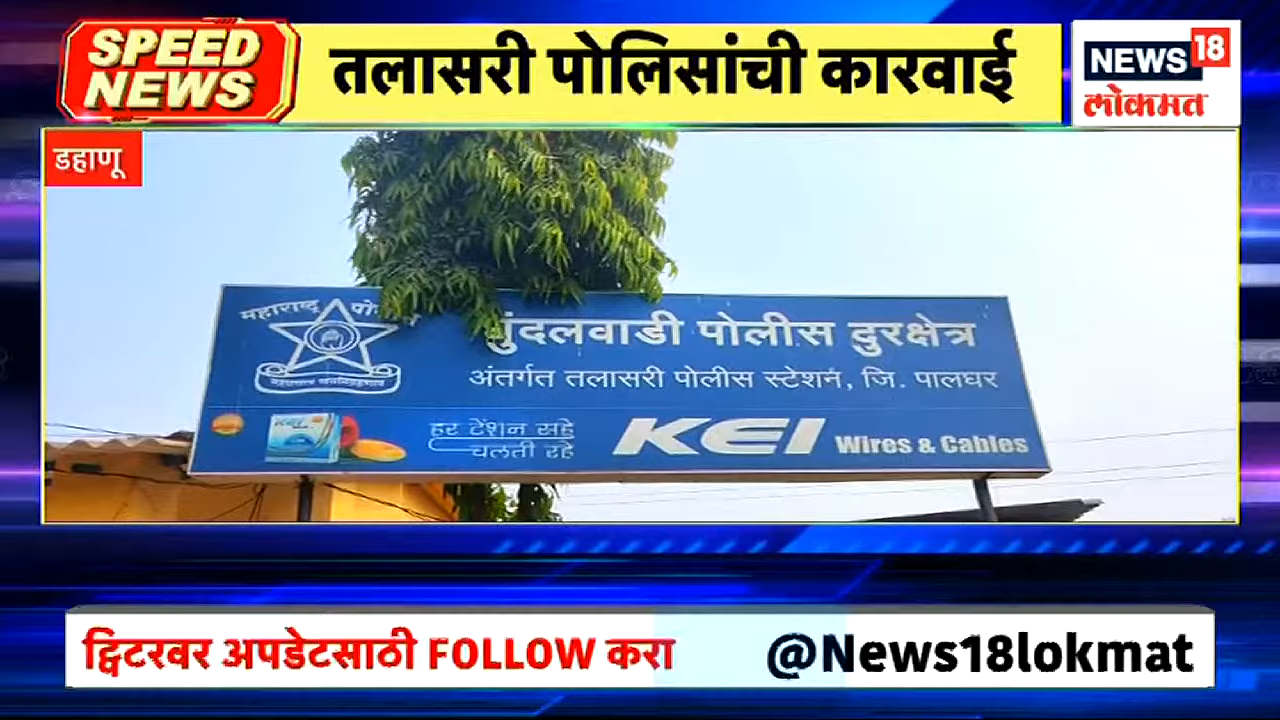 SPEED
NEWS
तलासरी पोलिसांची कारवाई
NEWS 18
लोकमत
डहाणू
महाराष्ट्र
दुरक्षेत्र
पोलीस
अंतर्गत तलासरी पोलीस स्टेशन, जि. पालघर
हर टेंशन सहे
चलती रहे
KEI Wires & Cables
ट्विटरवर अपडेटसाठी FOLLOW करा
@News18lokmat